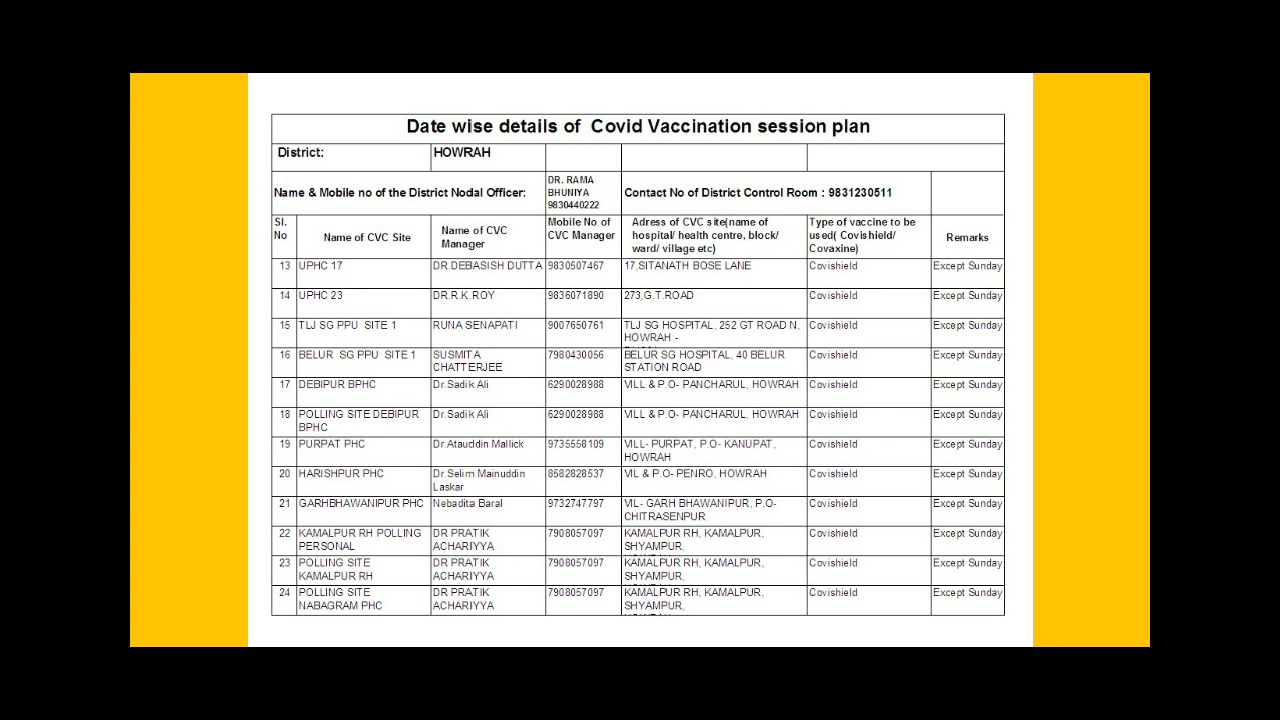 Date wise details of Covid Vaccination session plan
District: HOWRAH
Name & Mobile no of the District Nodal Officer: DR. RAMA BHUNIYA 9830440222 Contact No of District Control Room : 9831230511
Sl. No Name of CVC Site Name of CVC Manager Mobile No of CVC Manager Adress of CVC site(name of hospital/ health centre, block/ ward/ village etc) Type of vaccine to be used( Covishield/ Covaxine) Remarks
13 UPHC 17 DR.DEBASISH DUTTA 9830507467 17,SITANATH BOSE LANE Covishield Except Sunday
14 UPHC 23 DR.R.K.ROY 9836071890 273,G.T.ROAD Covishield Except Sunday
15 TLJ SG PPU SITE 1 RUNA SENAPATI 9007650761 TLJ SG HOSPITAL, 252 GT ROAD N, HOWRAH - Covishield Except Sunday
16 BELUR SG PPU SITE 1 SUSMITA CHATTERJEE 7980430056 BELUR SG HOSPITAL, 40 BELUR STATION ROAD Covishield Except Sunday
17 DEBIPUR BPHC Dr.Sadik Ali 6290028988 VILL & P.O- PANCHARUL, HOWRAH Covishield Except Sunday
18 POLLING SITE DEBIPUR BPHC Dr.Sadik Ali 6290028988 VILL & P.O- PANCHARUL, HOWRAH Covishield Except Sunday
19 PURPAT PHC Dr.Atauddin Mallick 9735558109 VILL- PURPAT, P.O- KANUPAT, HOWRAH Covishield Except Sunday
20 HARISHPUR PHC Dr.Selim Mainuddin Laskar 8582828537 VIL & P.O- PENRO, HOWRAH Covishield Except Sunday
21 GARHBHAWANIPUR PHC Nebadita Baral 9732747797 VIL- GARH BHAWANIPUR, P.O- CHITRASENPUR Covishield Except Sunday
22 KAMALPUR RH POLLING PERSONAL DR PRATIK ACHARIYYA 7908057097 KAMALPUR RH, KAMALPUR, SHYAMPUR, Covishield Except Sunday
23 POLLING SITE KAMALPUR RH DR PRATIK ACHARIYYA 7908057097 KAMALPUR RH, KAMALPUR, SHYAMPUR, Covishield Except Sunday
24 POLLING SITE NABAGRAM PHC DR PRATIK ACHARIYYA 7908057097 KAMALPUR RH, KAMALPUR, SHYAMPUR, Covishield Except Sunday